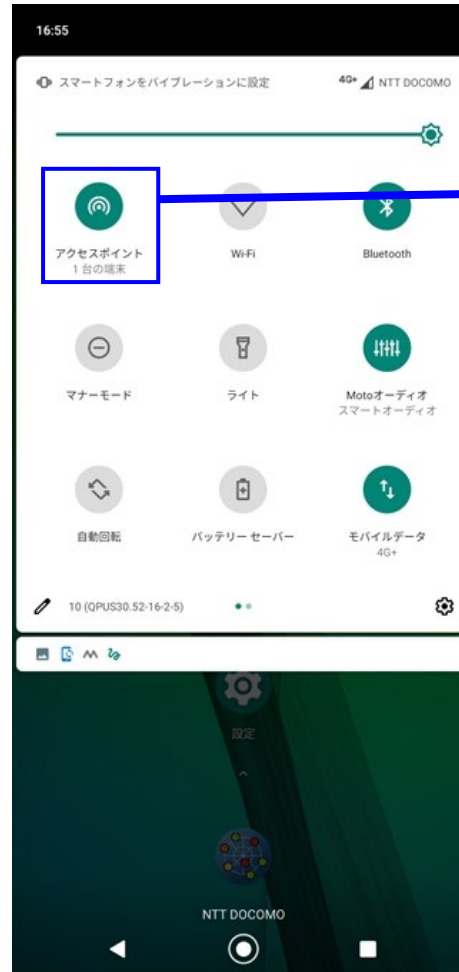 16:55
スマートフォンをバイブレーションに設定
4G+ NTT DOCOMO
アクセスポイント
1 台の端末
Wi-Fi
Bluetooth
マナーモード
ライト
Motoオーディオ
スマートオーディオ
自動回転
バッテリー セーバー
モバイルデータ
4G+
10 (QPUS30.52-16-2-5)
設定
NTT DOCOMO